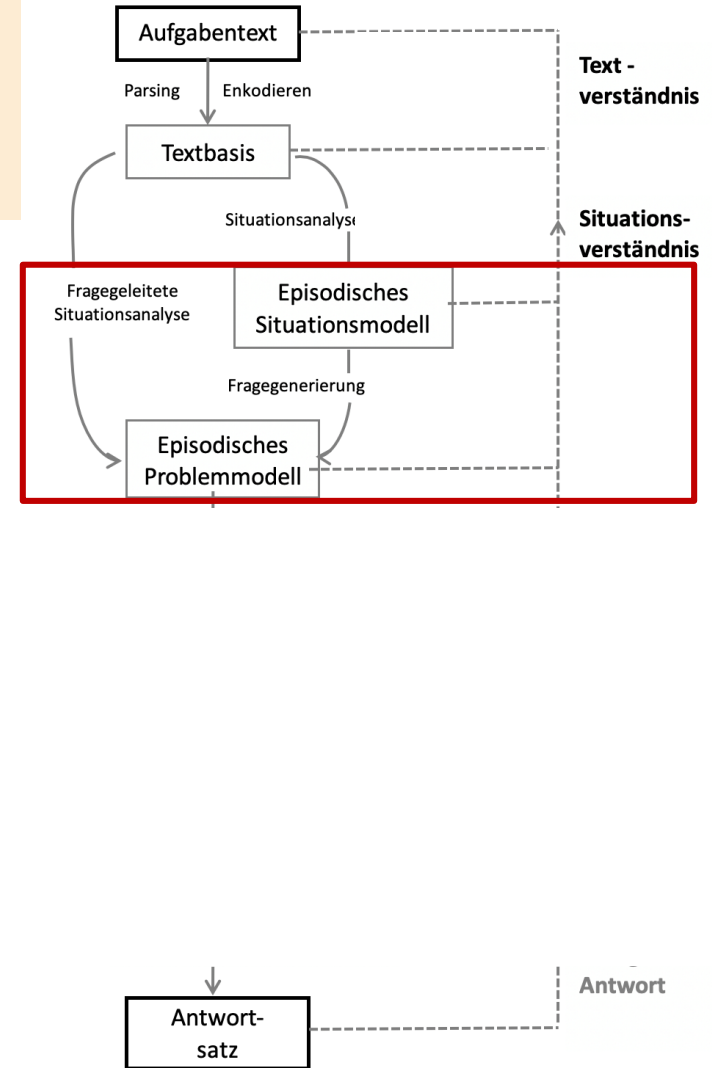 Aufgabentext
Text -
verständnis
Parsing Enkodieren
Textbasis
Situationsanalyse
Situations-
verständnis
Fragegeleitete
Situationsanalyse
Episodisches
Situationsmodell
Fragegenerierung
Episodisches
Problemmodell
Antwort
Antwort-
satz